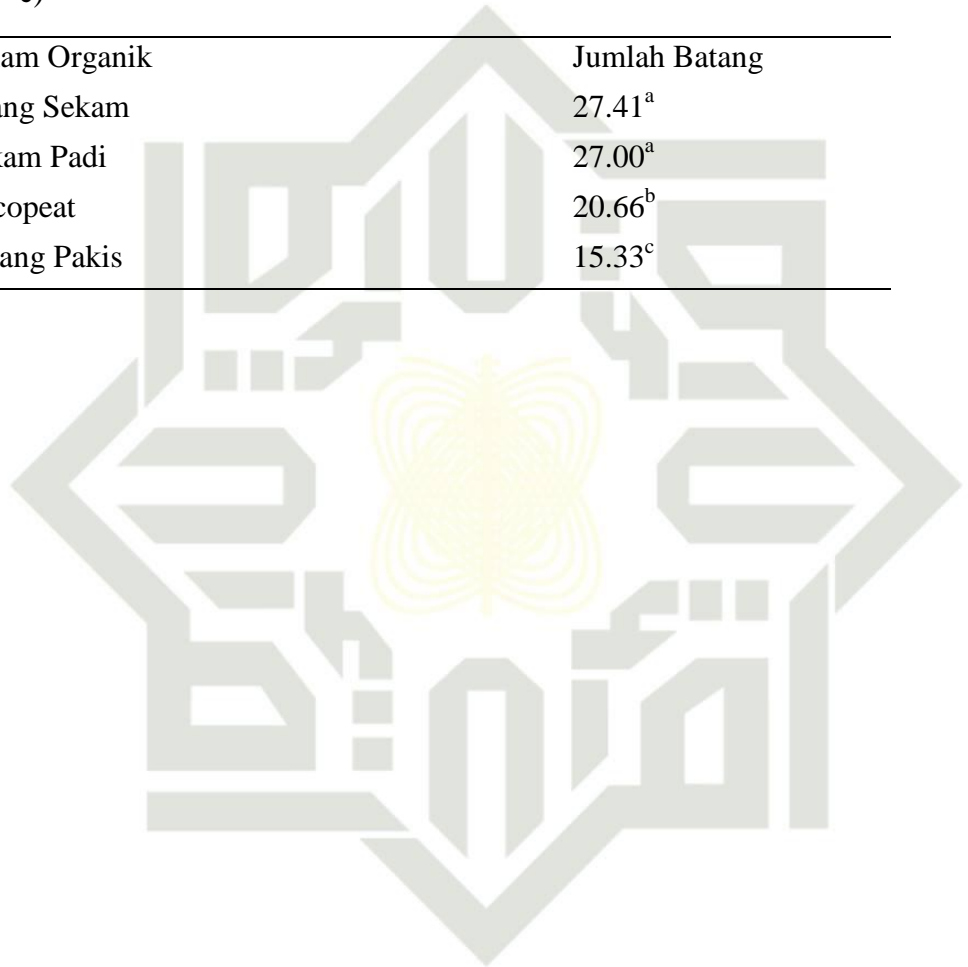 c)
am Organik Jumlah Batang
ang Sekam 27.41ᵃ
kam Padi 27.00ᵃ
copeat 20.66ᵇ
ang Pakis 15.33ᶜ